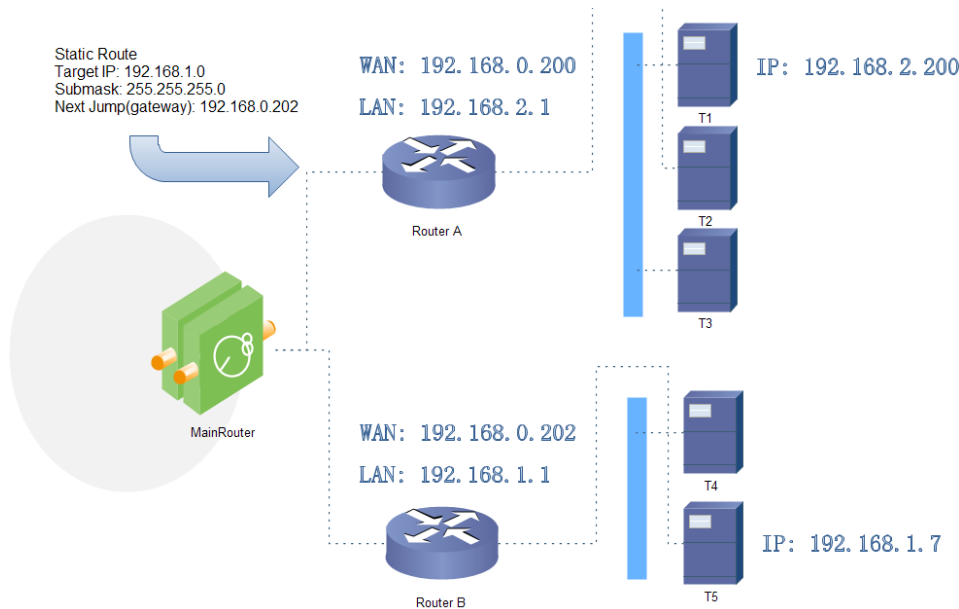 Static Route
Target IP: 192.168.1.0
Submask: 255.255.255.0
Next Jump(gateway): 192.168.0.202
WAN: 192.168.0.200
LAN: 192.168.2.1
Router A
IP: 192.168.2.200
T1
T2
T3
MainRouter
WAN: 192.168.0.202
LAN: 192.168.1.1
Router B
T4
IP: 192.168.1.7
T5